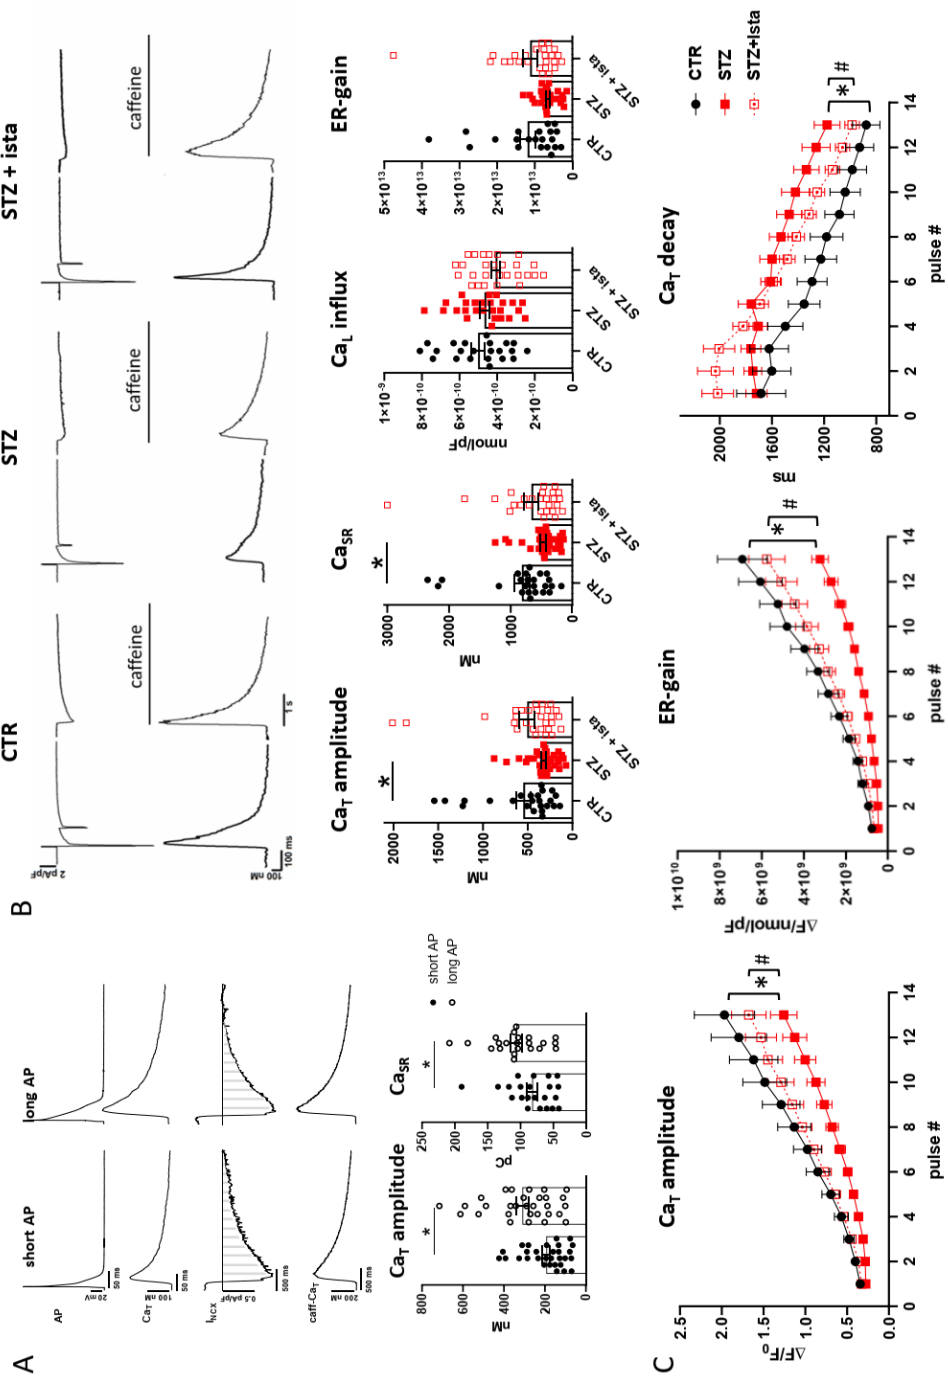 A
short AP
long AP
AP
20 mV
50 ms
50 ms
CaT
100 nM
50 ms
50 ms
INCX
0.5 pA/pF
500 ms
500 ms
caff-CaT
200 nM
500 ms
500 ms
CaT amplitude
CaSR
short AP
long AP
*
*
nM
800
600
400
200
0
pC
250
200
150
100
50
0
B
CTR
STZ
STZ + ista
2 pA/pF
caffeine
caffeine
caffeine
100 nM
100 ms
1 s
CaT amplitude
CaSR
CaL influx
ER-gain
*
*
nM
2000
1500
1000
500
0
CTR
STZ
STZ + Ista
nM
3000
2000
1000
0
CTR
STZ
STZ + Ista
nmol/pF
1×10-9
8×10-10
6×10-10
4×10-10
2×10-10
0
CTR
STZ
STZ + Ista
5×1013
4×1013
3×1013
2×1013
1×1013
0
CTR
STZ
STZ + Ista
C
CaT amplitude
ΔF/F0
2.5
2.0
1.5
1.0
0.5
0.0
0 2 4 6 8 10 12 14
pulse #
* #
ER-gain
ΔF/nmol/pF
1×1010
8×109
6×109
4×109
2×109
0
0 2 4 6 8 10 12 14
pulse #
* #
CaT decay
ms
2000
1600
1200
800
0 2 4 6 8 10 12 14
pulse #
* #
CTR
STZ
STZ+Ista